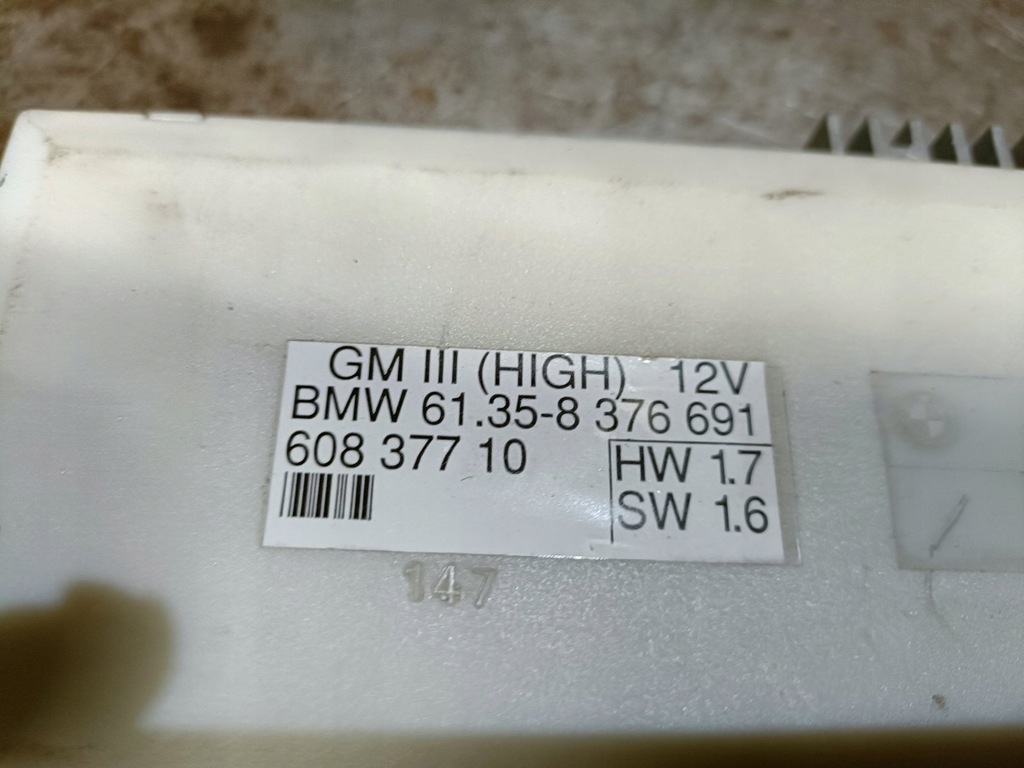 GM III (HIGH) 12V
BMW 61.35-8 376 691
608 377 10
HW 1.7
SW 1.6
147